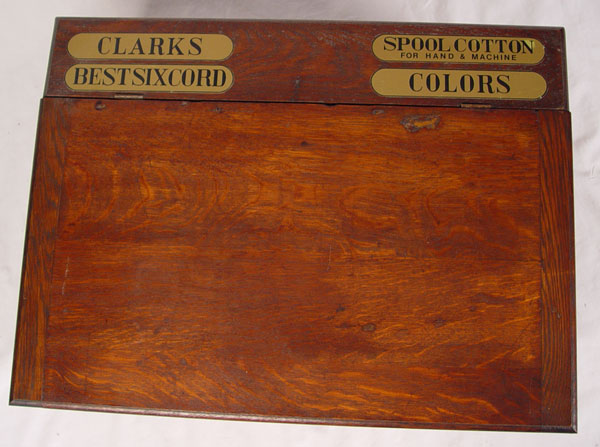 CLARKS
BEST SIX CORD
SPOOL COTTON
FOR HAND & MACHINE
COLORS